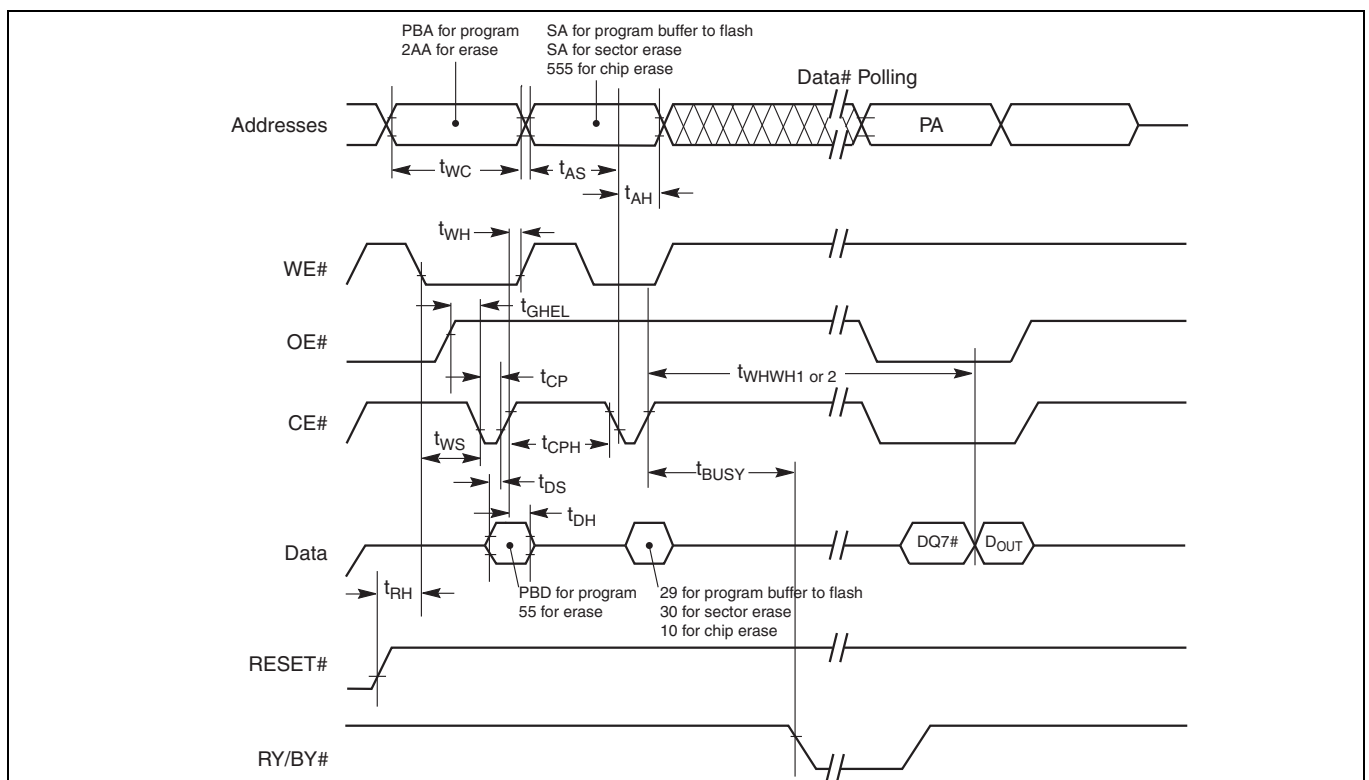 PBA for program
2AA for erase
SA for program buffer to flash
SA for sector erase
555 for chip erase
Data# Polling
Addresses
PA
tWC
tAS
tAH
tWH
WE#
tGHEL
OE#
tWHWH1 or 2
tCP
CE#
tWS
tCPH
tBUSY
tDS
tDH
Data
DQ7#
DOUT
tRH
PBD for program
55 for erase
29 for program buffer to flash
30 for sector erase
10 for chip erase
RESET#
RY/BY#